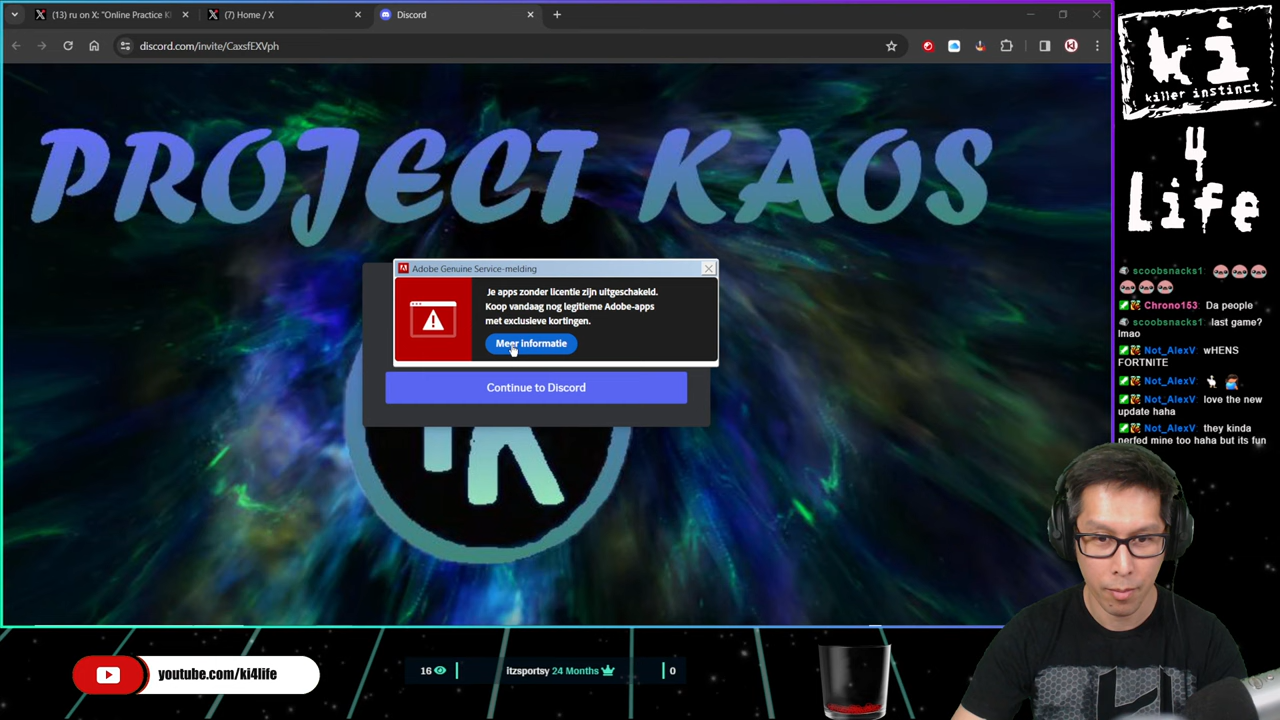 (13) ru on X: "Online Practice Ki
(7) Home / X
Discord
discord.com/invite/CaxsfEXVph
PROJECT KAOS
Adobe Genuine Service-melding
Je apps zonder licentie zijn uitgeschakeld.
Koop vandaag nog legitieme Adobe-apps
met exclusieve kortingen.
Meer informatie
Continue to Discord
ki
killer instinct
4
Life
scoobsnacks1:
Chrono153: Da people
scoobsnacks1: last game?
lmao
Not_AlexV: wHENS
FORTNITE
Not_AlexV:
Not_AlexV: love the new
update haha
Not_AlexV: they kinda
nerfed mine too haha but its fun
youtube.com/ki4life
16
itzsportsy 24 Months
0